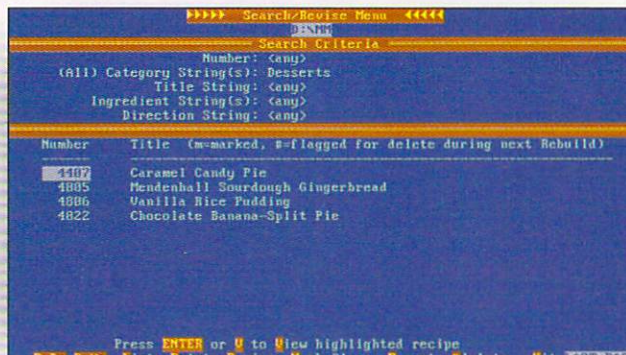 ▶▶▶▶▶ Search/Revise Menu ◀◀◀◀◀
D:\MM
Search Criteria
Number: <any>
(All) Category String(s): Desserts
Title String: <any>
Ingredient String(s): <any>
Direction String: <any>
Number Title (m=marked, #=flagged for delete during next Rebuild)
4407 Caramel Candy Pie
4805 Mendenhall Sourdough Gingerbread
4806 Vanilla Rice Pudding
4822 Chocolate Banana-Split Pie
Press ENTER or V to View highlighted recipe